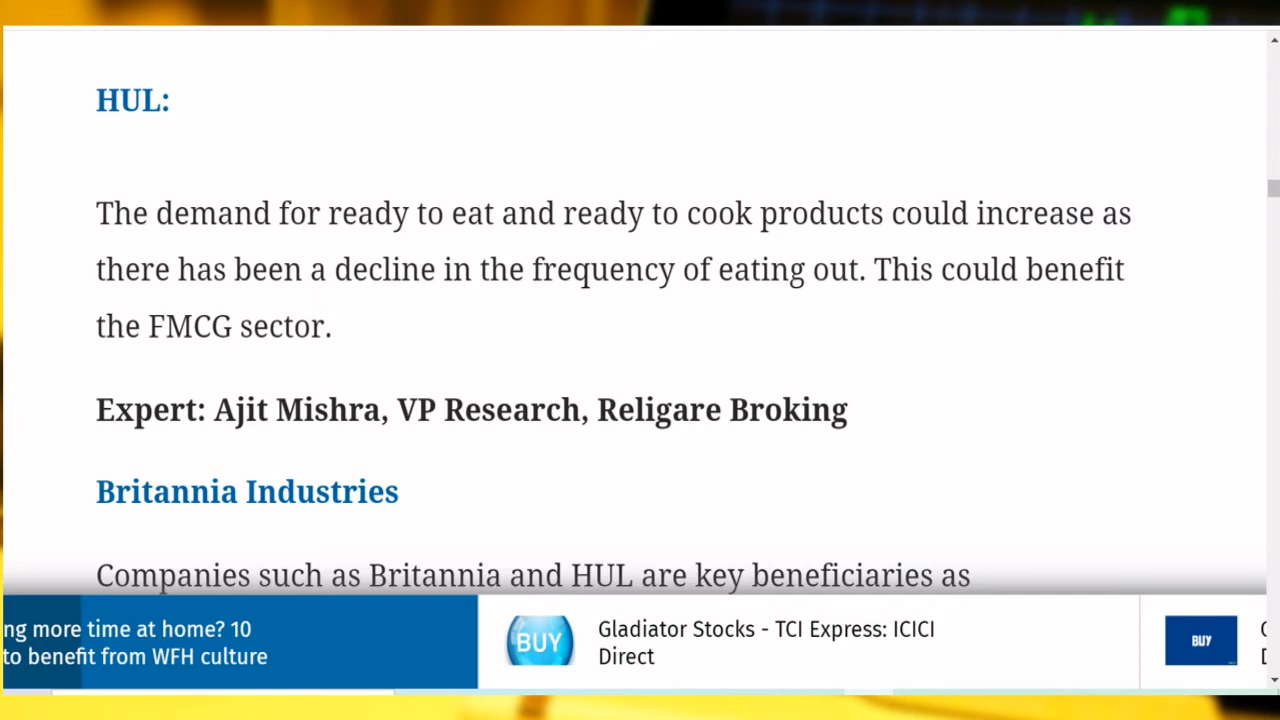 HUL:
The demand for ready to eat and ready to cook products could increase as
there has been a decline in the frequency of eating out. This could benefit
the FMCG sector.
Expert: Ajit Mishra, VP Research, Religare Broking
Britannia Industries
Companies such as Britannia and HUL are key beneficiaries as
ng more time at home? 10
to benefit from WFH culture
BUY
Gladiator Stocks - TCI Express: ICICI
Direct
BUY